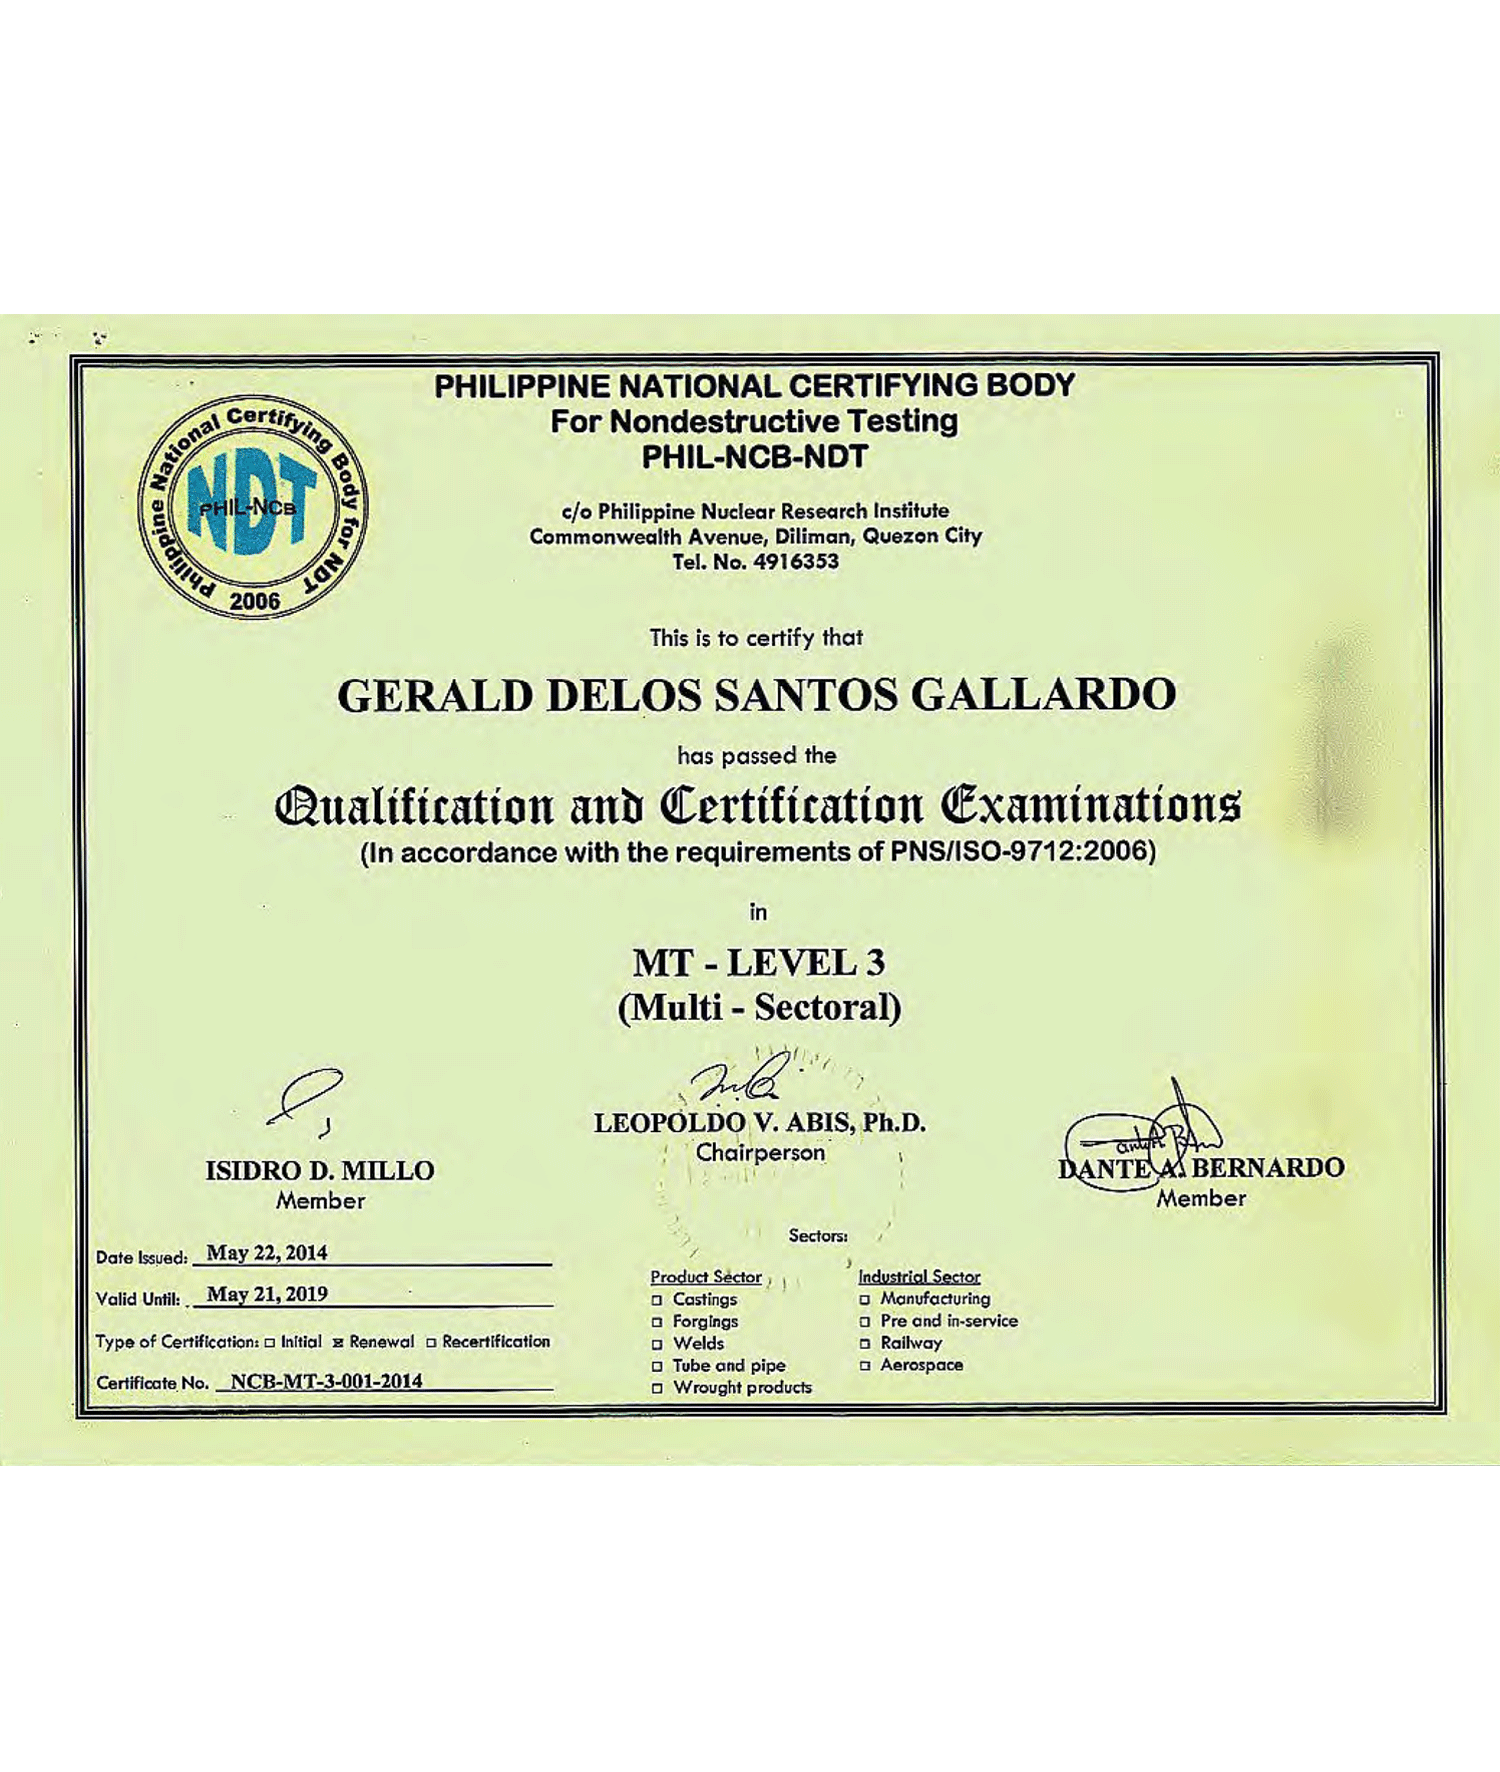 PHILIPPINE NATIONAL CERTIFYING BODY
For Nondestructive Testing
PHIL-NCB-NDT
Philippine National Certifying Body for NDT
NDT
PHIL-NCB
2006
c/o Philippine Nuclear Research Institute
Commonwealth Avenue, Diliman, Quezon City
Tel. No. 4916353
This is to certify that
GERALD DELOS SANTOS GALLARDO
has passed the
Qualification and Certification Examinations
(In accordance with the requirements of PNS/ISO-9712:2006)
in
MT - LEVEL 3
(Multi - Sectoral)
LEOPOLDO V. ABIS, Ph.D.
Chairperson
ISIDRO D. MILLO
Member
DANTE A. BERNARDO
Member
Date Issued: May 22, 2014
Valid Until: May 21, 2019
Type of Certification: □ Initial ☒ Renewal □ Recertification
Certificate No. NCB-MT-3-001-2014
Sectors:
Product Sector
□ Castings
□ Forgings
□ Welds
□ Tube and pipe
□ Wrought products
Industrial Sector
□ Manufacturing
□ Pre and in-service
□ Railway
□ Aerospace